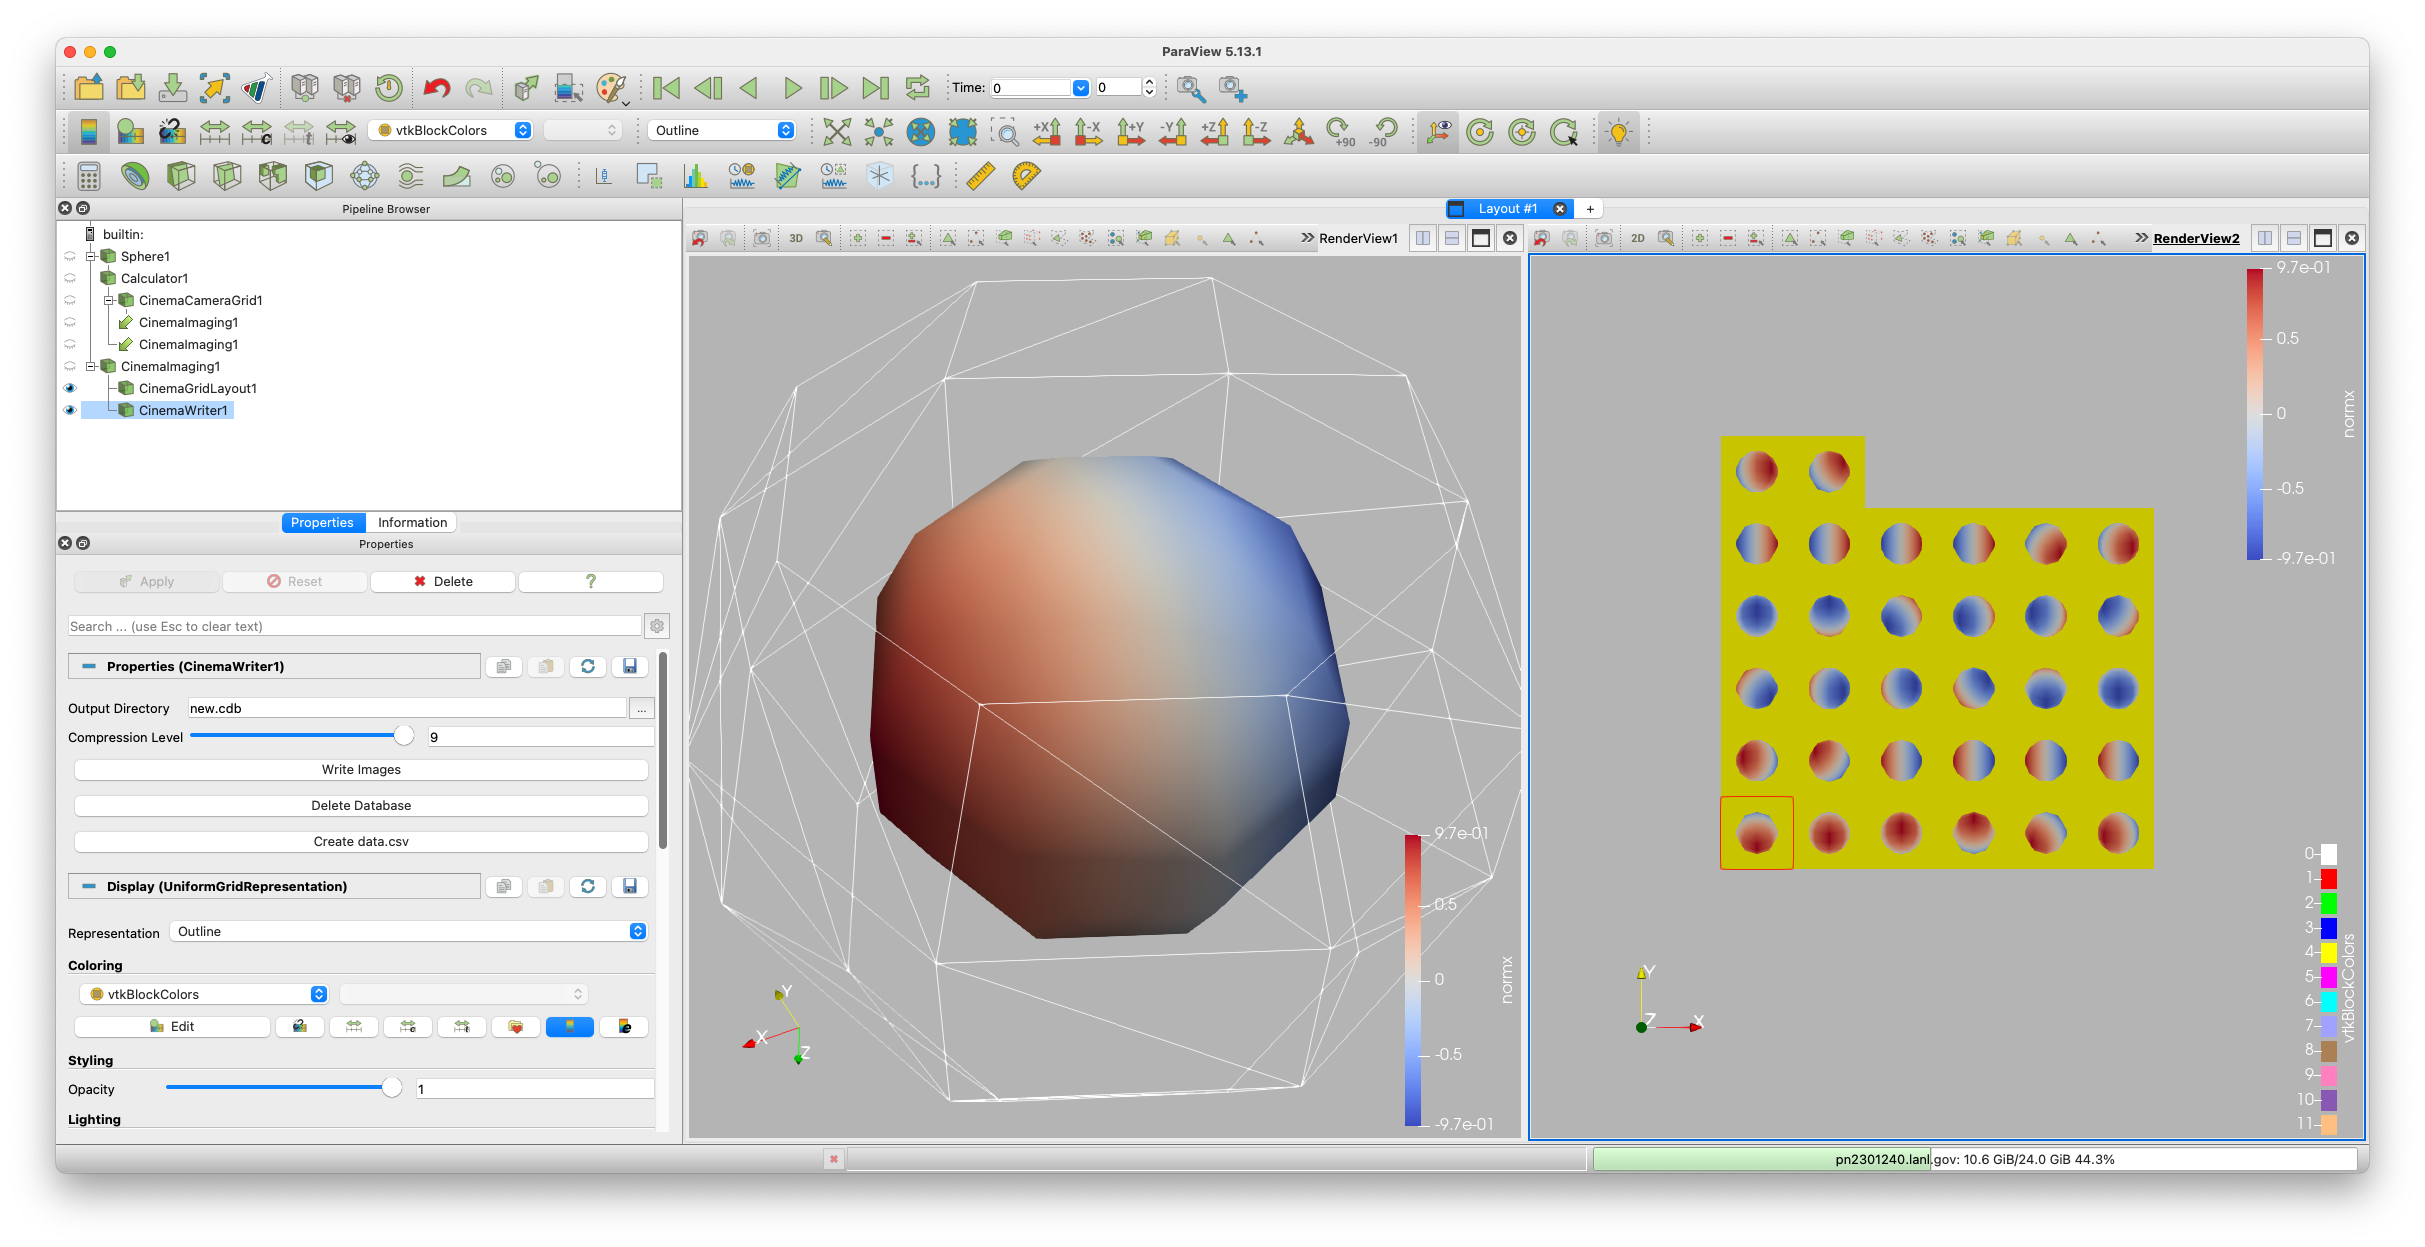 ParaView 5.13.1
Time: 0 0
vtkBlockColors Outline +X -X +Y -Y +Z -Z +90 -90
Pipeline Browser
builtin:
Sphere1
Calculator1
CinemaCameraGrid1
CinemaImaging1
CinemaImaging1
CinemaImaging1
CinemaGridLayout1
CinemaWriter1
Properties Information
Properties
Apply Reset Delete ?
Search ... (use Esc to clear text)
Properties (CinemaWriter1)
Output Directory new.cdb ...
Compression Level 9
Write Images
Delete Database
Create data.csv
Display (UniformGridRepresentation)
Representation Outline
Coloring
vtkBlockColors
Edit
Styling
Opacity 1
Lighting
Layout #1 +
3D RenderView1
9.7e-01
0.5
0
-0.5
-9.7e-01
normx
Y
X
Z
2D RenderView2
9.7e-01
0.5
0
-0.5
-9.7e-01
normx
Y
Z X
0
1
2
3
4
5
6
7
8
9
10
11
vtkBlockColors
pn2301240.lanl.gov: 10.6 GiB/24.0 GiB 44.3%